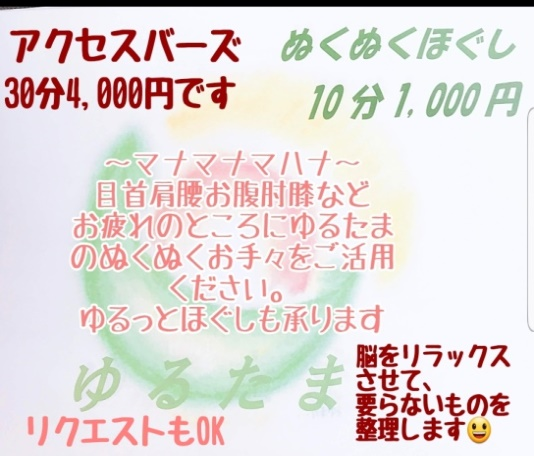 アクセスバーズ
30分4,000円です
ぬくぬくほぐし
10分1,000円
～マナマナマハナ～
目首肩腰お腹肘膝など
お疲れのところにゆるたま
のぬくぬくお手々をご活用
ください。
ゆるっとほぐしも承ります
ゆるたま
リクエストもOK
脳をリラックス
させて、
要らないものを
整理します😃